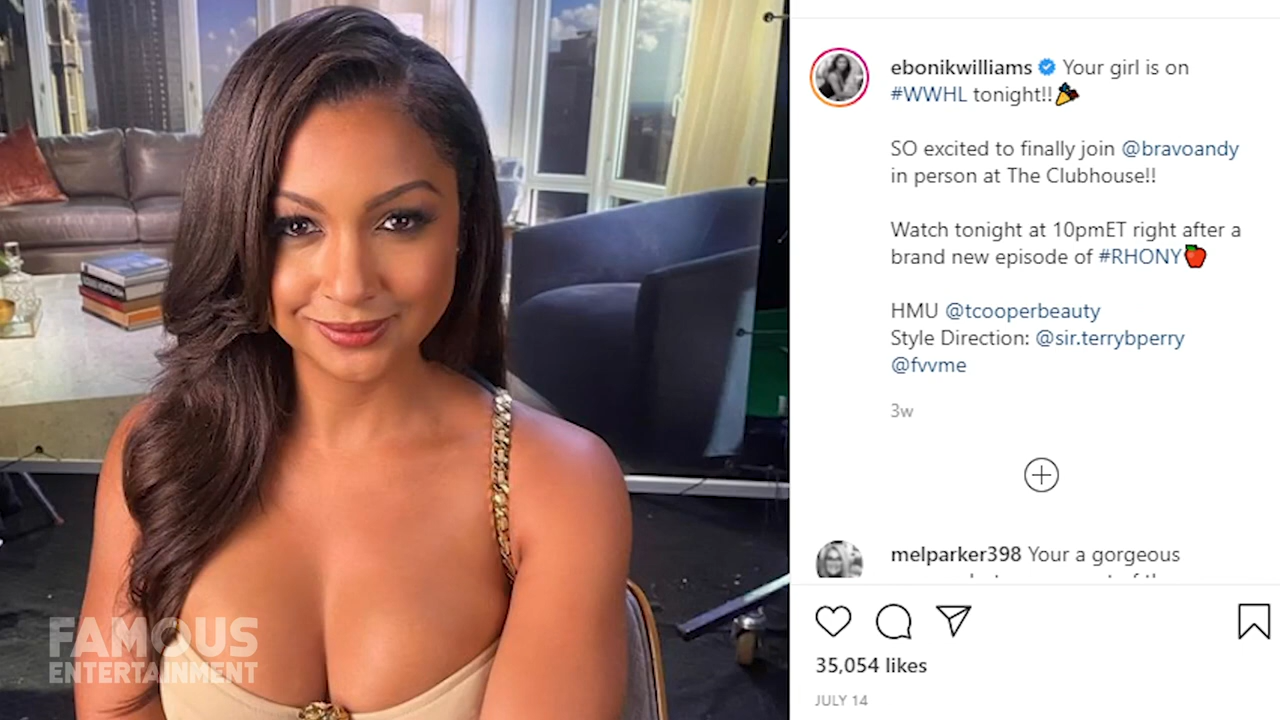 ebonikwilliams Your girl is on
#WWHL tonight!!
SO excited to finally join @bravoandy
in person at The Clubhouse!!
Watch tonight at 10pmET right after a
brand new episode of #RHONY
HMU @tcooperbeauty
Style Direction: @sir.terrybperry
@fvvme
3w
melparker398 Your a gorgeous
35,054 likes
JULY 14
FAMOUS
ENTERTAINMENT